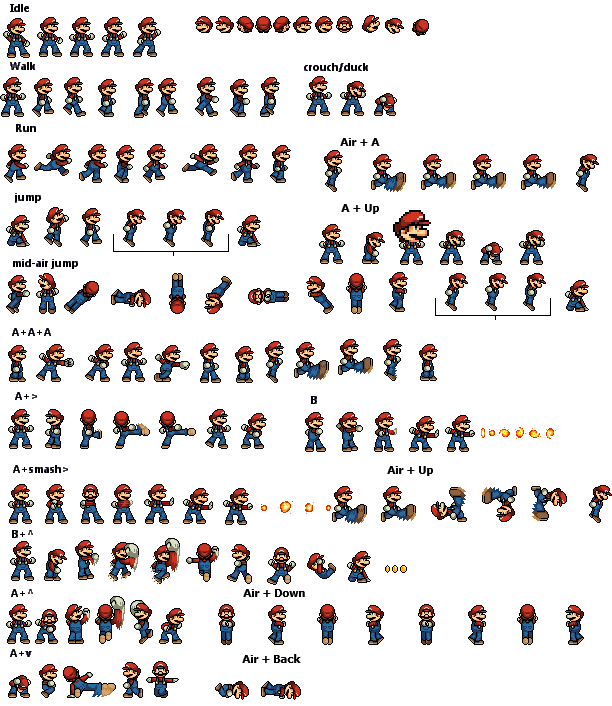 Idle
Walk
crouch/duck
Run
Air + A
jump
A + Up
mid-air jump
A+A+A
A+>
B
A+smash>
Air + Up
B+^
A+^
Air + Down
A+v
Air + Back